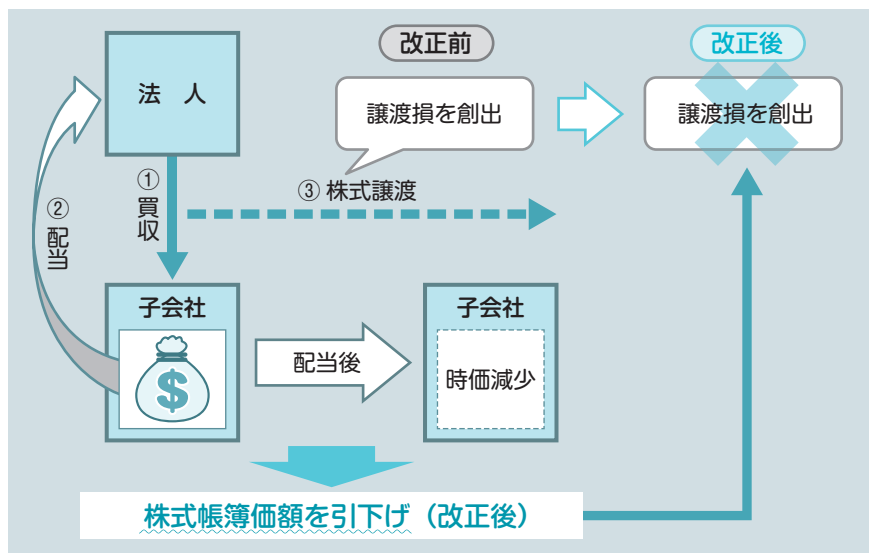 改正前
改正後
法　人
譲渡損を創出
譲渡損を創出
①買収
②配当
③ 株式譲渡
子会社
$
配当後
子会社
時価減少
株式帳簿価額を引下げ（改正後）